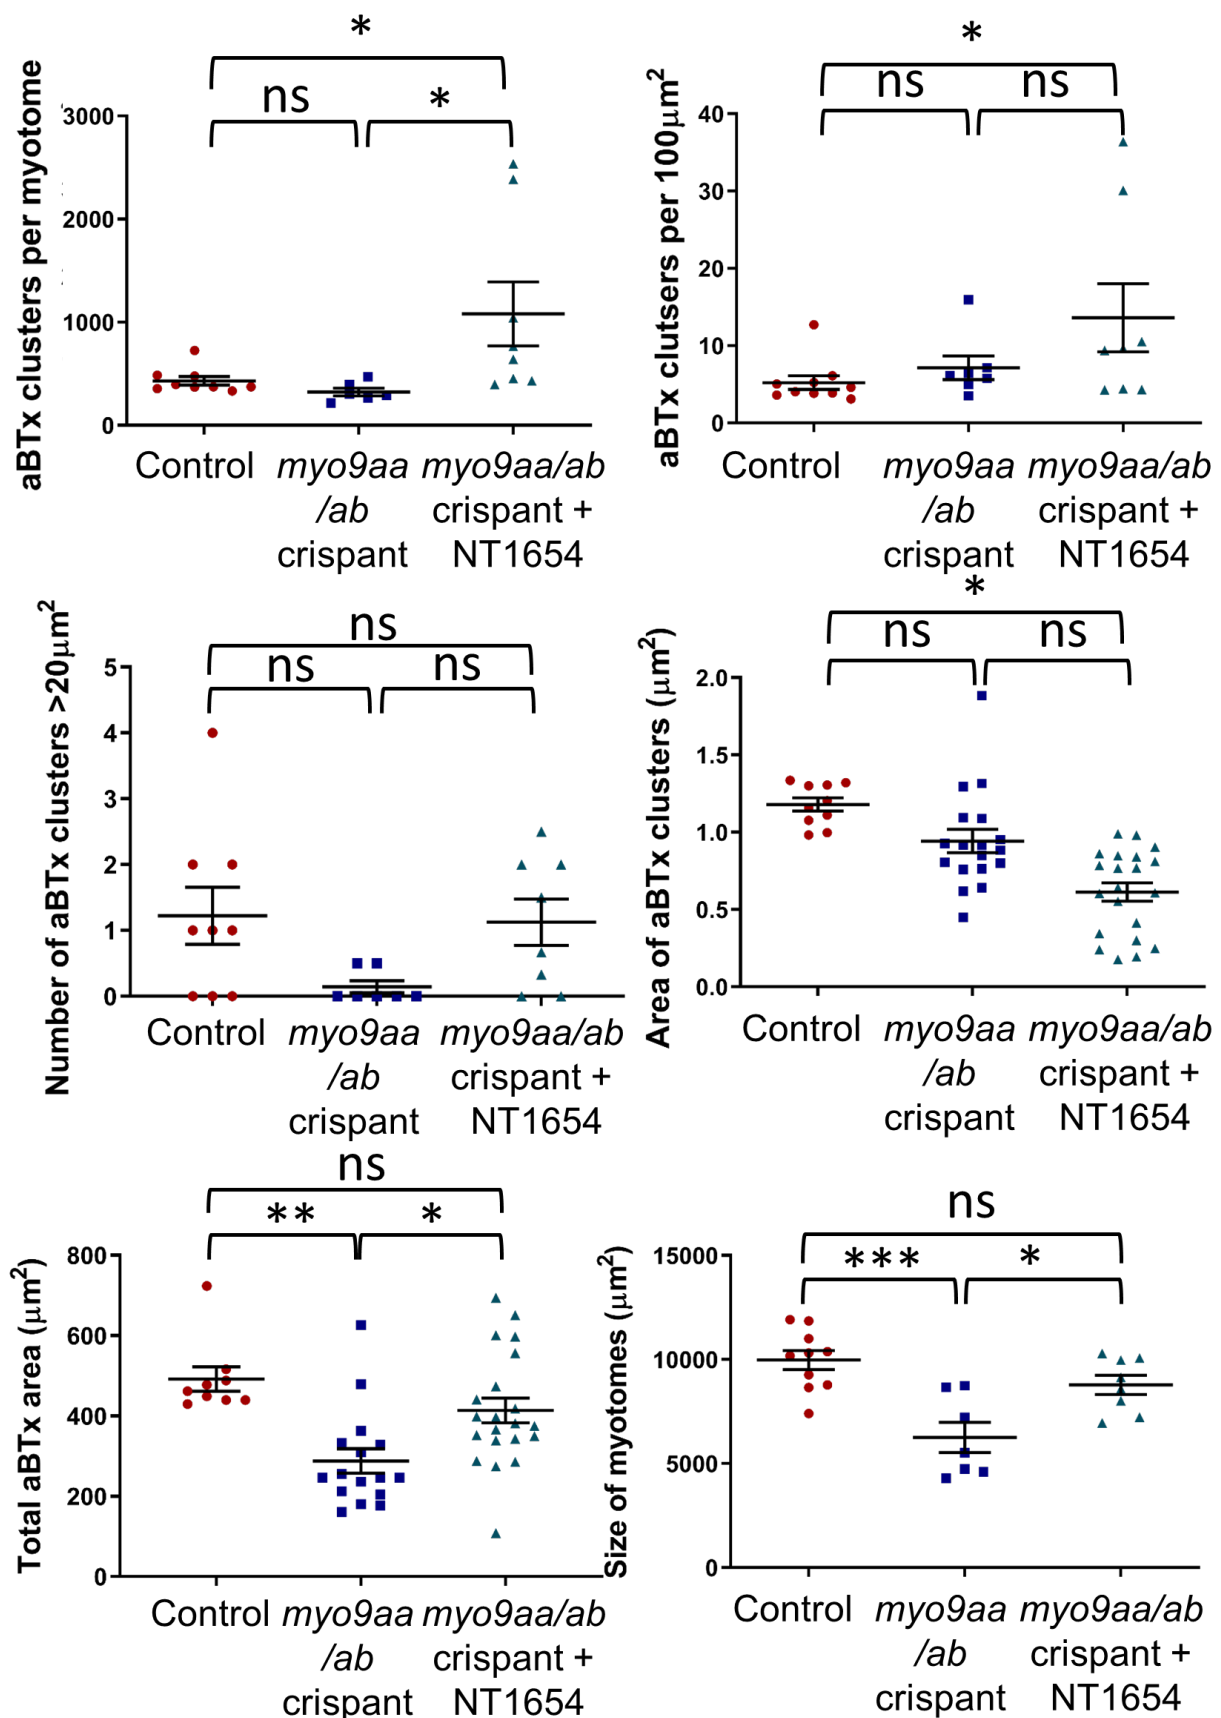 *
ns
*
aBTx clusters per myotome
3000
2000
1000
0
Control
myo9aa
/ab
crispant
myo9aa/ab
crispant +
NT1654
*
ns
ns
aBTx clutsers per 100μm²
40
30
20
10
0
Control
myo9aa
/ab
crispant
myo9aa/ab
crispant +
NT1654
ns
ns
ns
Number of aBTx clusters >20μm²
5
4
3
2
1
0
Control
myo9aa
/ab
crispant
myo9aa/ab
crispant +
NT1654
*
ns
ns
Area of aBTx clusters (μm²)
2.0
1.5
1.0
0.5
0.0
Control
myo9aa
/ab
crispant
myo9aa/ab
crispant +
NT1654
ns
**
*
Total aBTx area (μm²)
800
600
400
200
0
Control
myo9aa
/ab
crispant
myo9aa/ab
crispant +
NT1654
ns
***
*
Size of myotomes (μm²)
15000
10000
5000
0
Control
myo9aa
/ab
crispant
myo9aa/ab
crispant +
NT1654